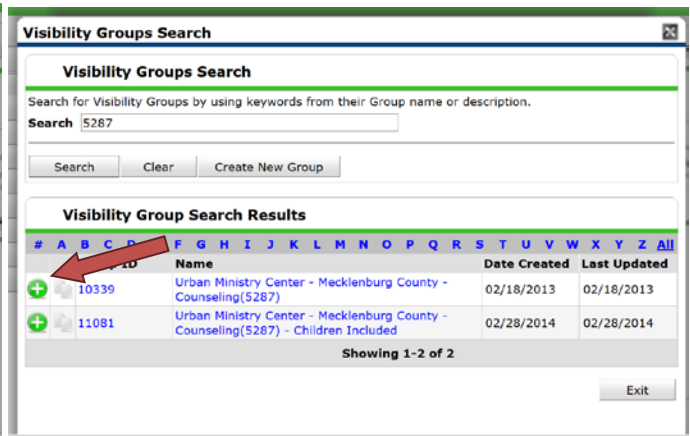 Visibility Groups Search
Visibility Groups Search
Search for Visibility Groups by using keywords from their Group name or description.
Search 5287
Search Clear Create New Group
Visibility Group Search Results
# A B C D F G H I J K L M N O P Q R S T U V W X Y Z All
ID Name Date Created Last Updated
10339 Urban Ministry Center - Mecklenburg County - Counseling(5287) 02/18/2013 02/18/2013
11081 Urban Ministry Center - Mecklenburg County - Counseling(5287) - Children Included 02/28/2014 02/28/2014
Showing 1-2 of 2
Exit